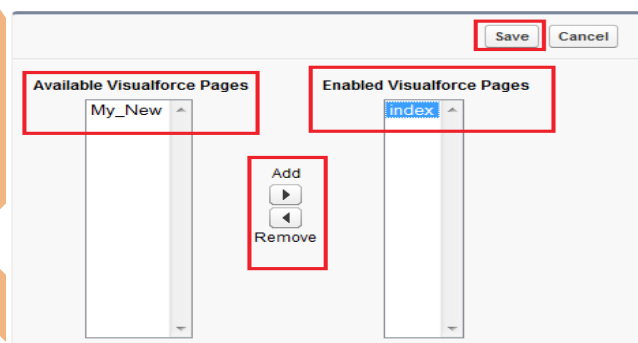 Save Cancel
Available Visualforce Pages Enabled Visualforce Pages
My_New index
Add
Remove